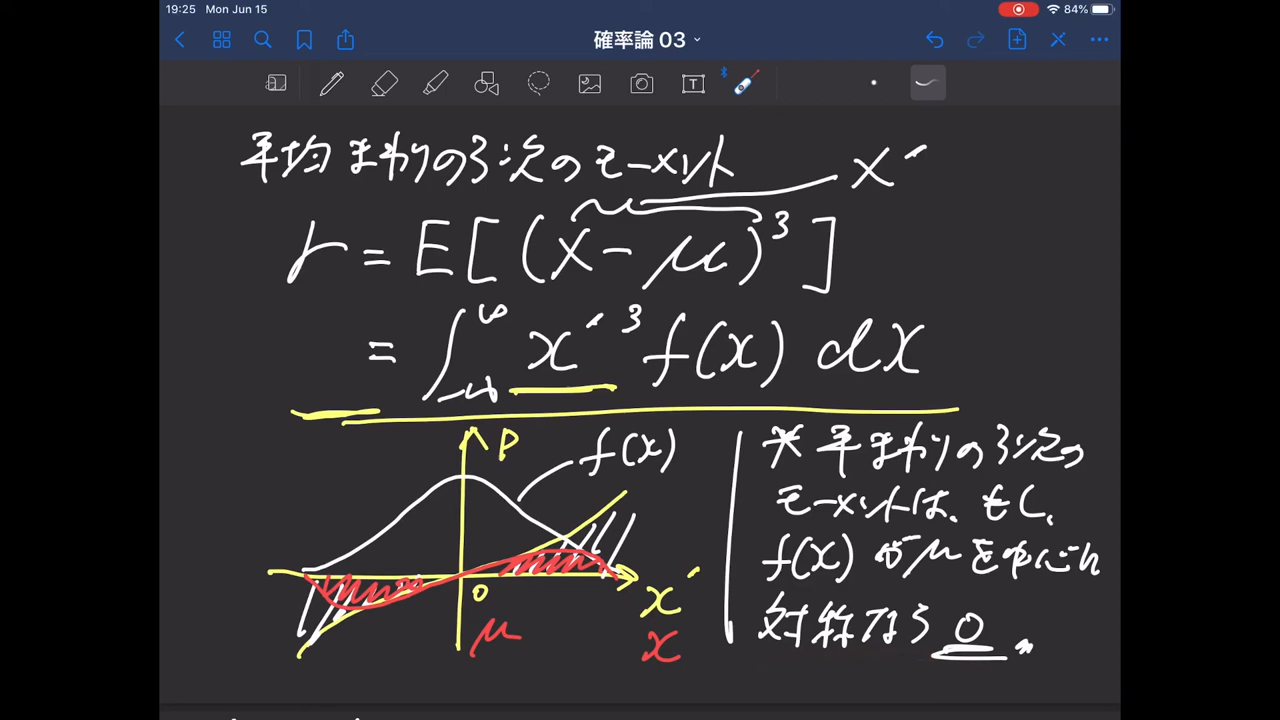 19:25 Mon Jun 15
84%
確率論 03
T
平均まわりの3次のモーメント
x′
r = E[(x-μ)³]
= ∫_{-∞}^{∞} x′³ f(x) dx
P
f(x)
0
x′
μ
x
※ 平まわりの3次の
モーメントは、もし、
f(x) が μ を中心に
対称なら 0 〃